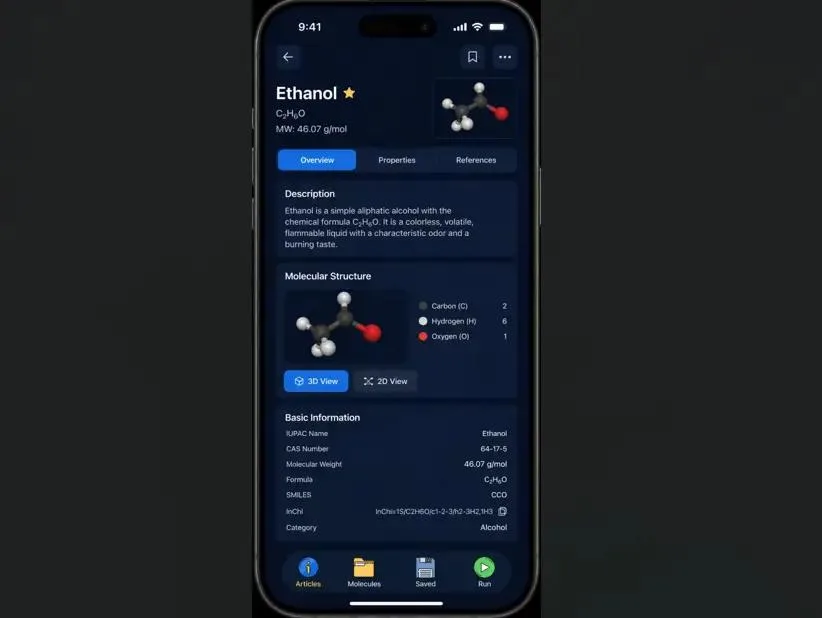 9:41
Ethanol
C₂H₆O
MW: 46.07 g/mol
Overview Properties References
Description
Ethanol is a simple aliphatic alcohol with the
chemical formula C₂H₆O. It is a colorless, volatile,
flammable liquid with a characteristic odor and a
burning taste.
Molecular Structure
Carbon (C) 2
Hydrogen (H) 6
Oxygen (O) 1
3D View 2D View
Basic Information
IUPAC Name Ethanol
CAS Number 64-17-5
Molecular Weight 46.07 g/mol
Formula C₂H₆O
SMILES CCO
InChI InChI=1S/C2H6O/c1-2-3/h2-3H2,1H3
Category Alcohol
Articles Molecules Saved Run